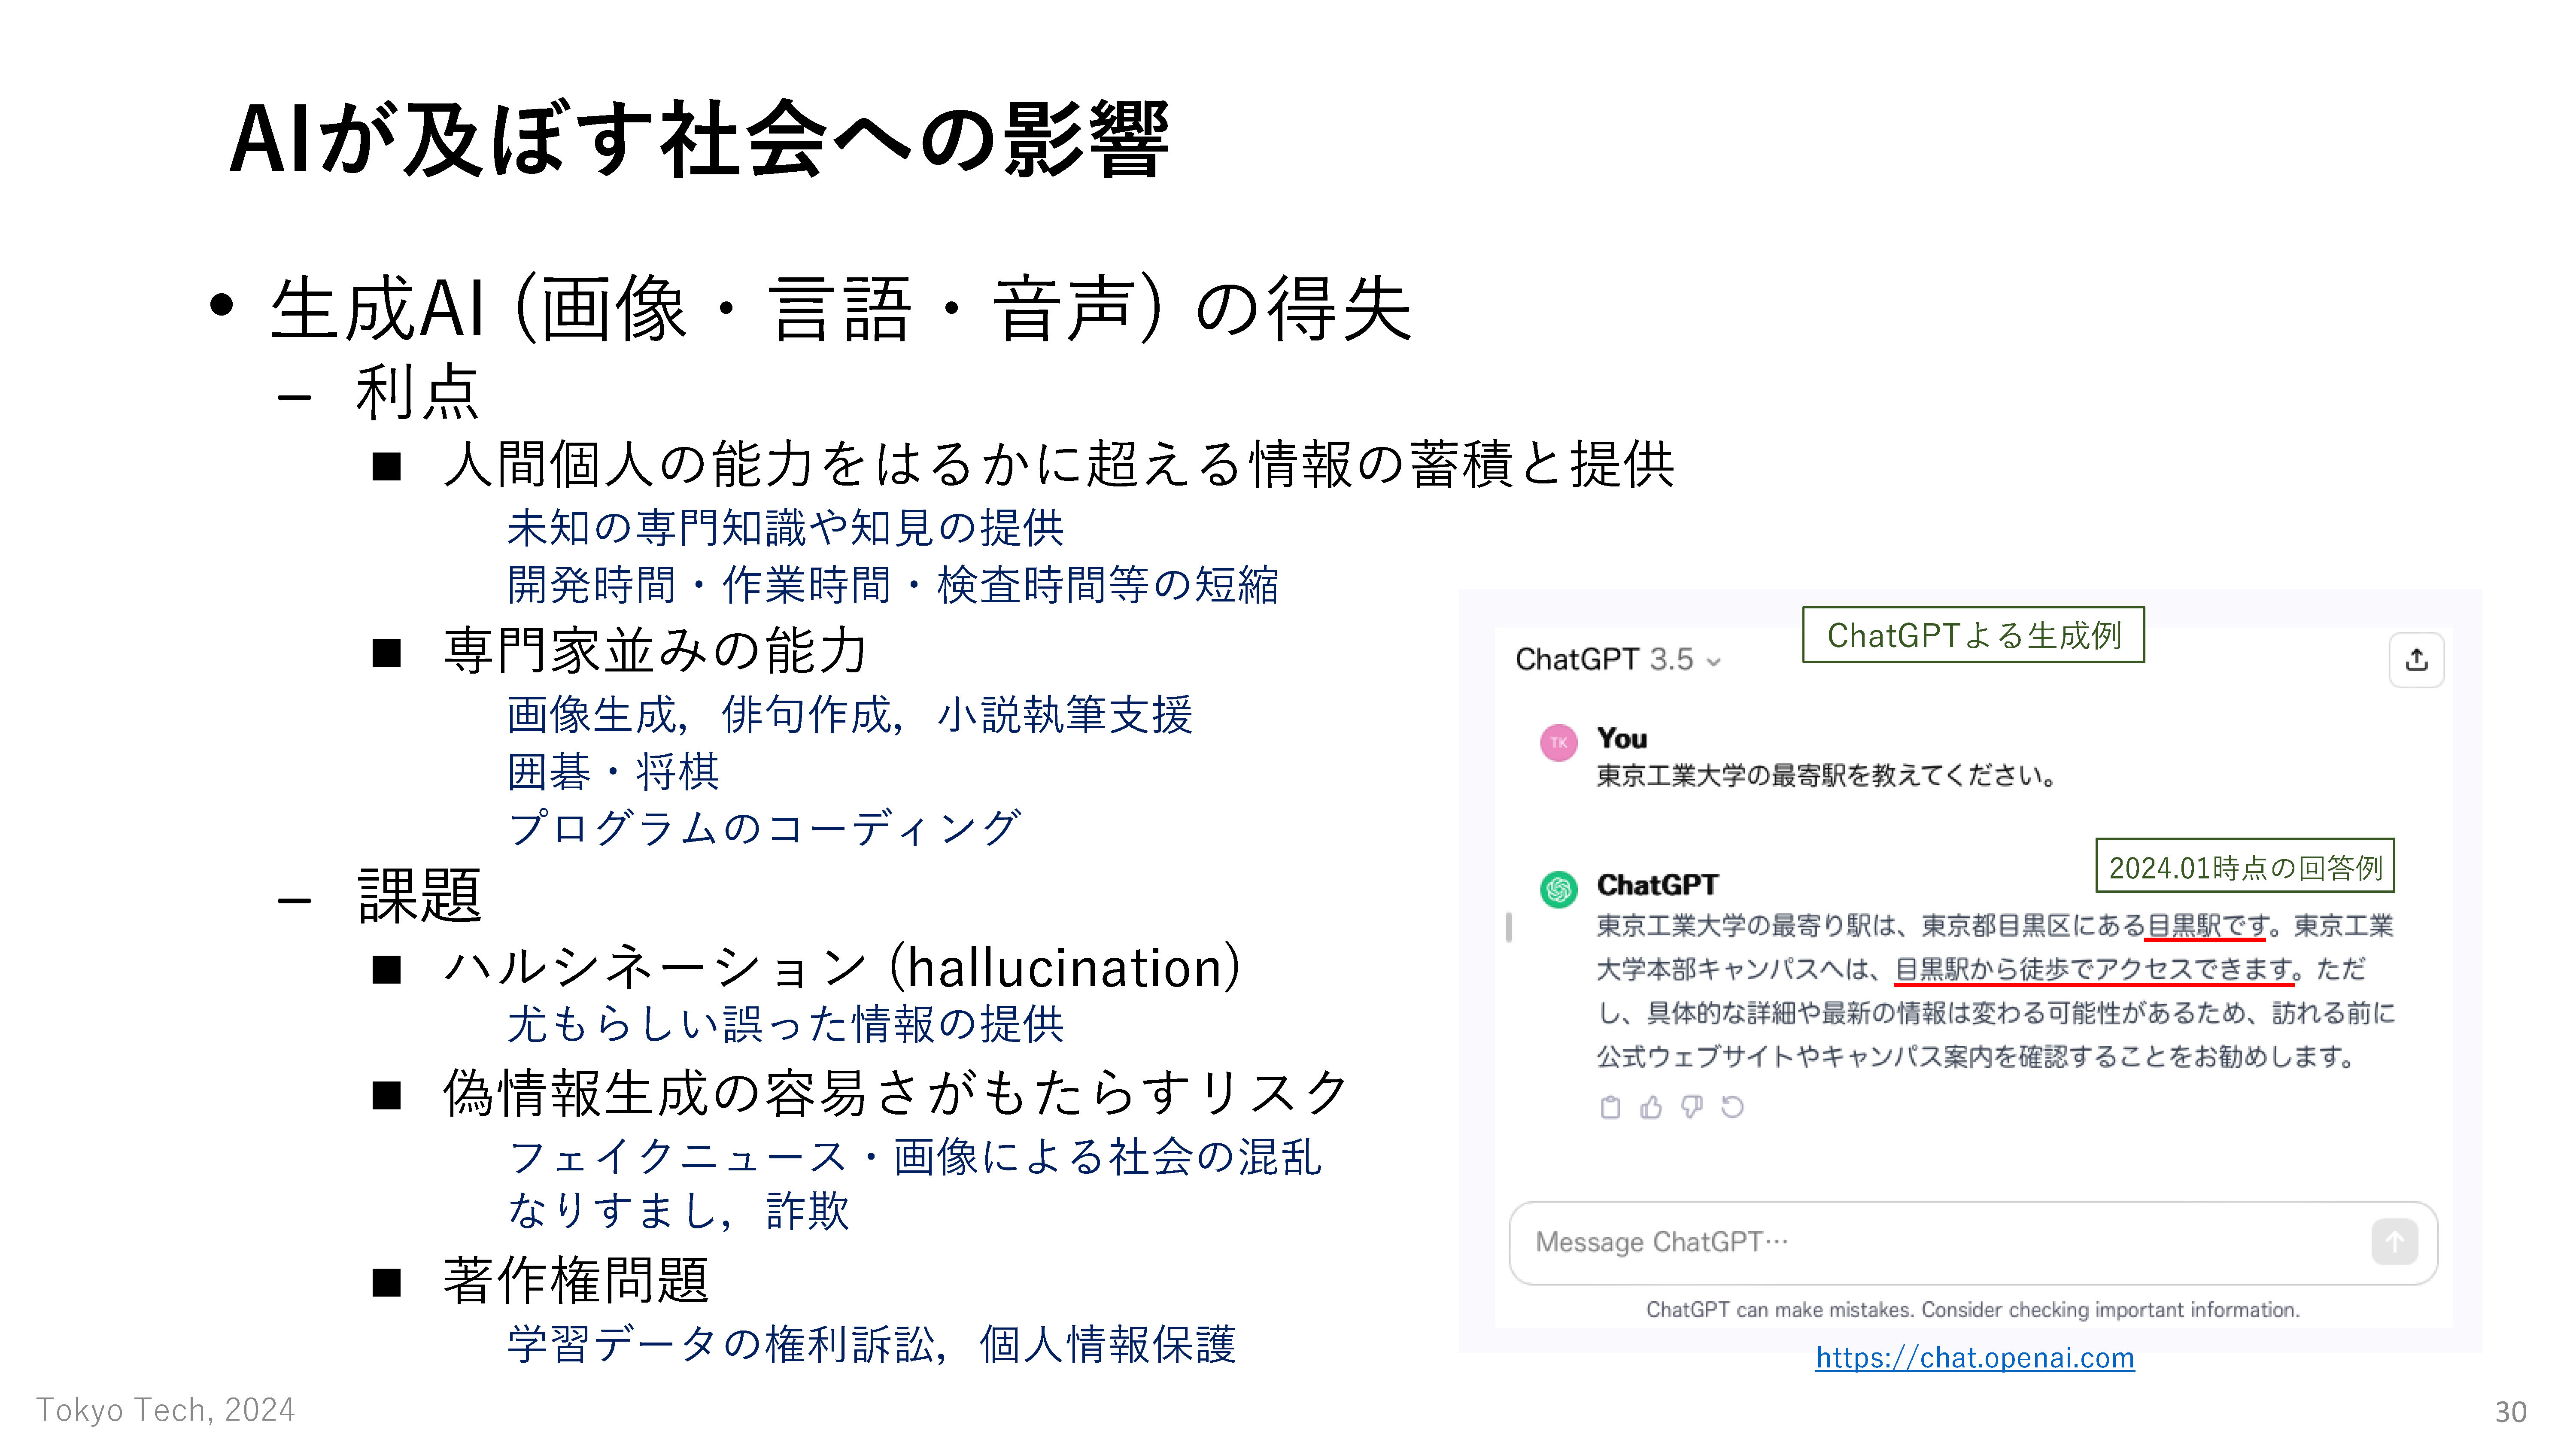 AIが及ぼす社会への影響
• 生成AI (画像・言語・音声) の得失
– 利点
■ 人間個人の能力をはるかに超える情報の蓄積と提供
未知の専門知識や知見の提供
開発時間・作業時間・検査時間等の短縮
■ 専門家並みの能力
画像生成，俳句作成，小説執筆支援
囲碁・将棋
プログラムのコーディング
– 課題
■ ハルシネーション (hallucination)
尤もらしい誤った情報の提供
■ 偽情報生成の容易さがもたらすリスク
フェイクニュース・画像による社会の混乱
なりすまし，詐欺
■ 著作権問題
学習データの権利訴訟，個人情報保護
ChatGPTよる生成例
ChatGPT 3.5
TK
You
東京工業大学の最寄駅を教えてください。
2024.01時点の回答例
ChatGPT
東京工業大学の最寄り駅は、東京都目黒区にある目黒駅です。東京工業
大学本部キャンパスへは、目黒駅から徒歩でアクセスできます。ただ
し、具体的な詳細や最新の情報は変わる可能性があるため、訪れる前に
公式ウェブサイトやキャンパス案内を確認することをお勧めします。
Message ChatGPT…
ChatGPT can make mistakes. Consider checking important information.
https://chat.openai.com
Tokyo Tech, 2024
30